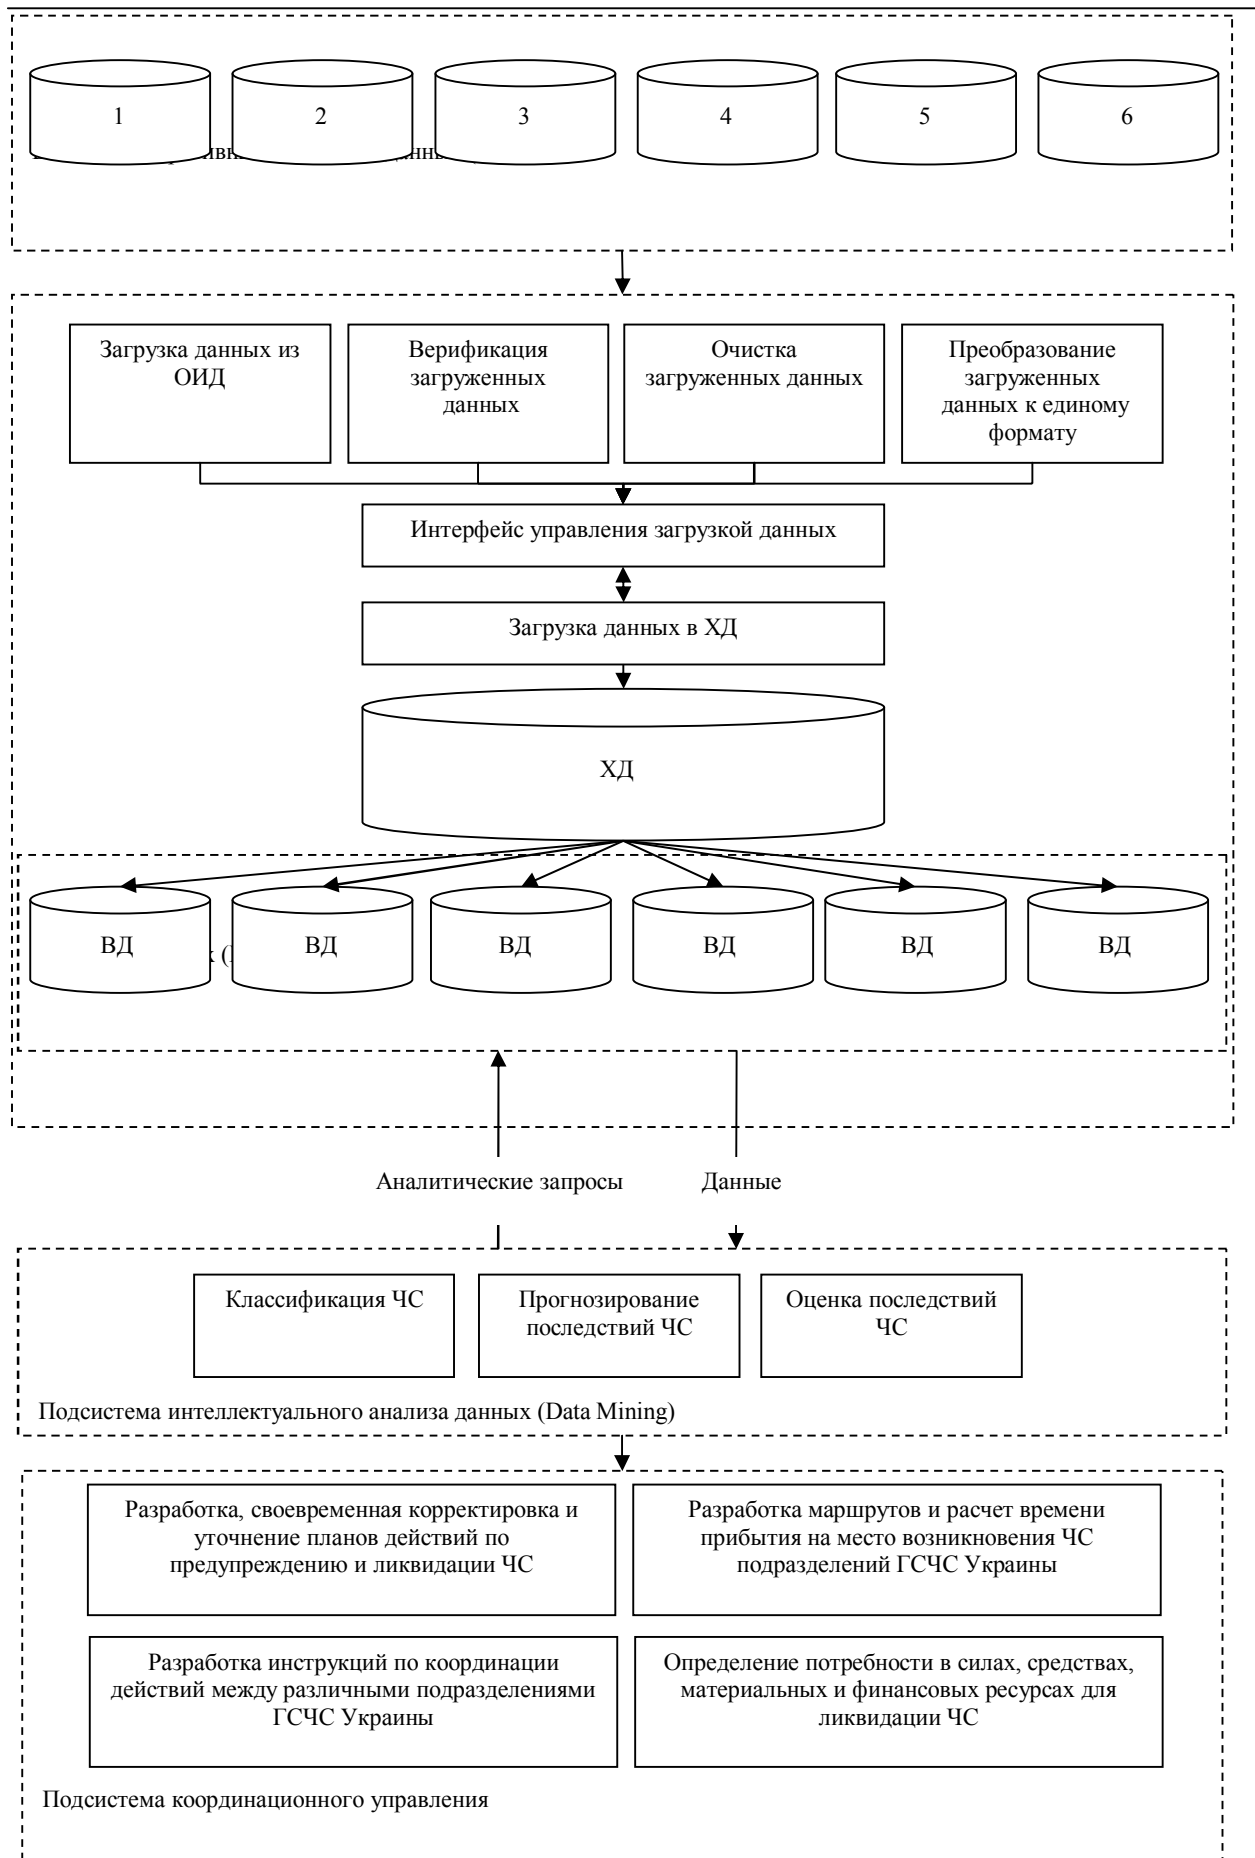 1
2
3
4
5
6
Загрузка данных из
ОИД
Верификация
загруженных
данных
Очистка
загруженных данных
Преобразование
загруженных
данных к единому
формату
Интерфейс управления загрузкой данных
Загрузка данных в ХД
ХД
ВД
ВД
ВД
ВД
ВД
ВД
Аналитические запросы
Данные
Классификация ЧС
Прогнозирование
последствий ЧС
Оценка последствий
ЧС
Подсистема интеллектуального анализа данных (Data Mining)
Разработка, своевременная корректировка и
уточнение планов действий по
предупреждению и ликвидации ЧС
Разработка маршрутов и расчет времени
прибытия на место возникновения ЧС
подразделений ГСЧС Украины
Разработка инструкций по координации
действий между различными подразделениями
ГСЧС Украины
Определение потребности в силах, средствах,
материальных и финансовых ресурсах для
ликвидации ЧС
Подсистема координационного управления